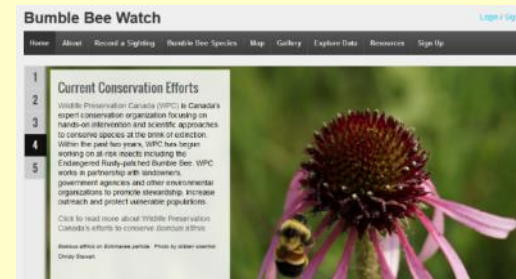 Bumble Bee Watch
Login / Sign
Home About Record a Sighting Bumble Bee Species Map Gallery Explore Data Resources Sign Up
1
2
3
4
5
Current Conservation Efforts
Wildlife Preservation Canada (WPC) is Canada's
expert conservation organization focusing on
hands-on intervention and scientific approaches
to conserve species at the brink of extinction.
Within the past two years, WPC has begun
working on at-risk insects including the
Endangered Rusty-patched Bumble Bee. WPC
works in partnership with landowners,
government agencies and other environmental
organizations to promote stewardship, increase
outreach and protect vulnerable populations.
Click to read more about Wildlife Preservation
Canada's efforts to conserve Bombus affinis
Bombus affinis on Echinacea Photo by
Christy Stewart